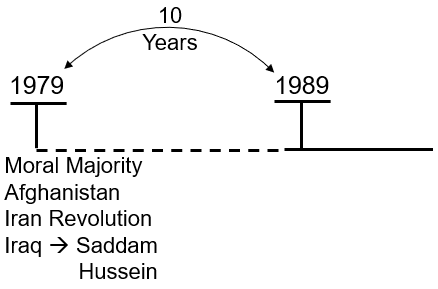 10
Years
1979
1989
Moral Majority
Afghanistan
Iran Revolution
Iraq → Saddam
Hussein